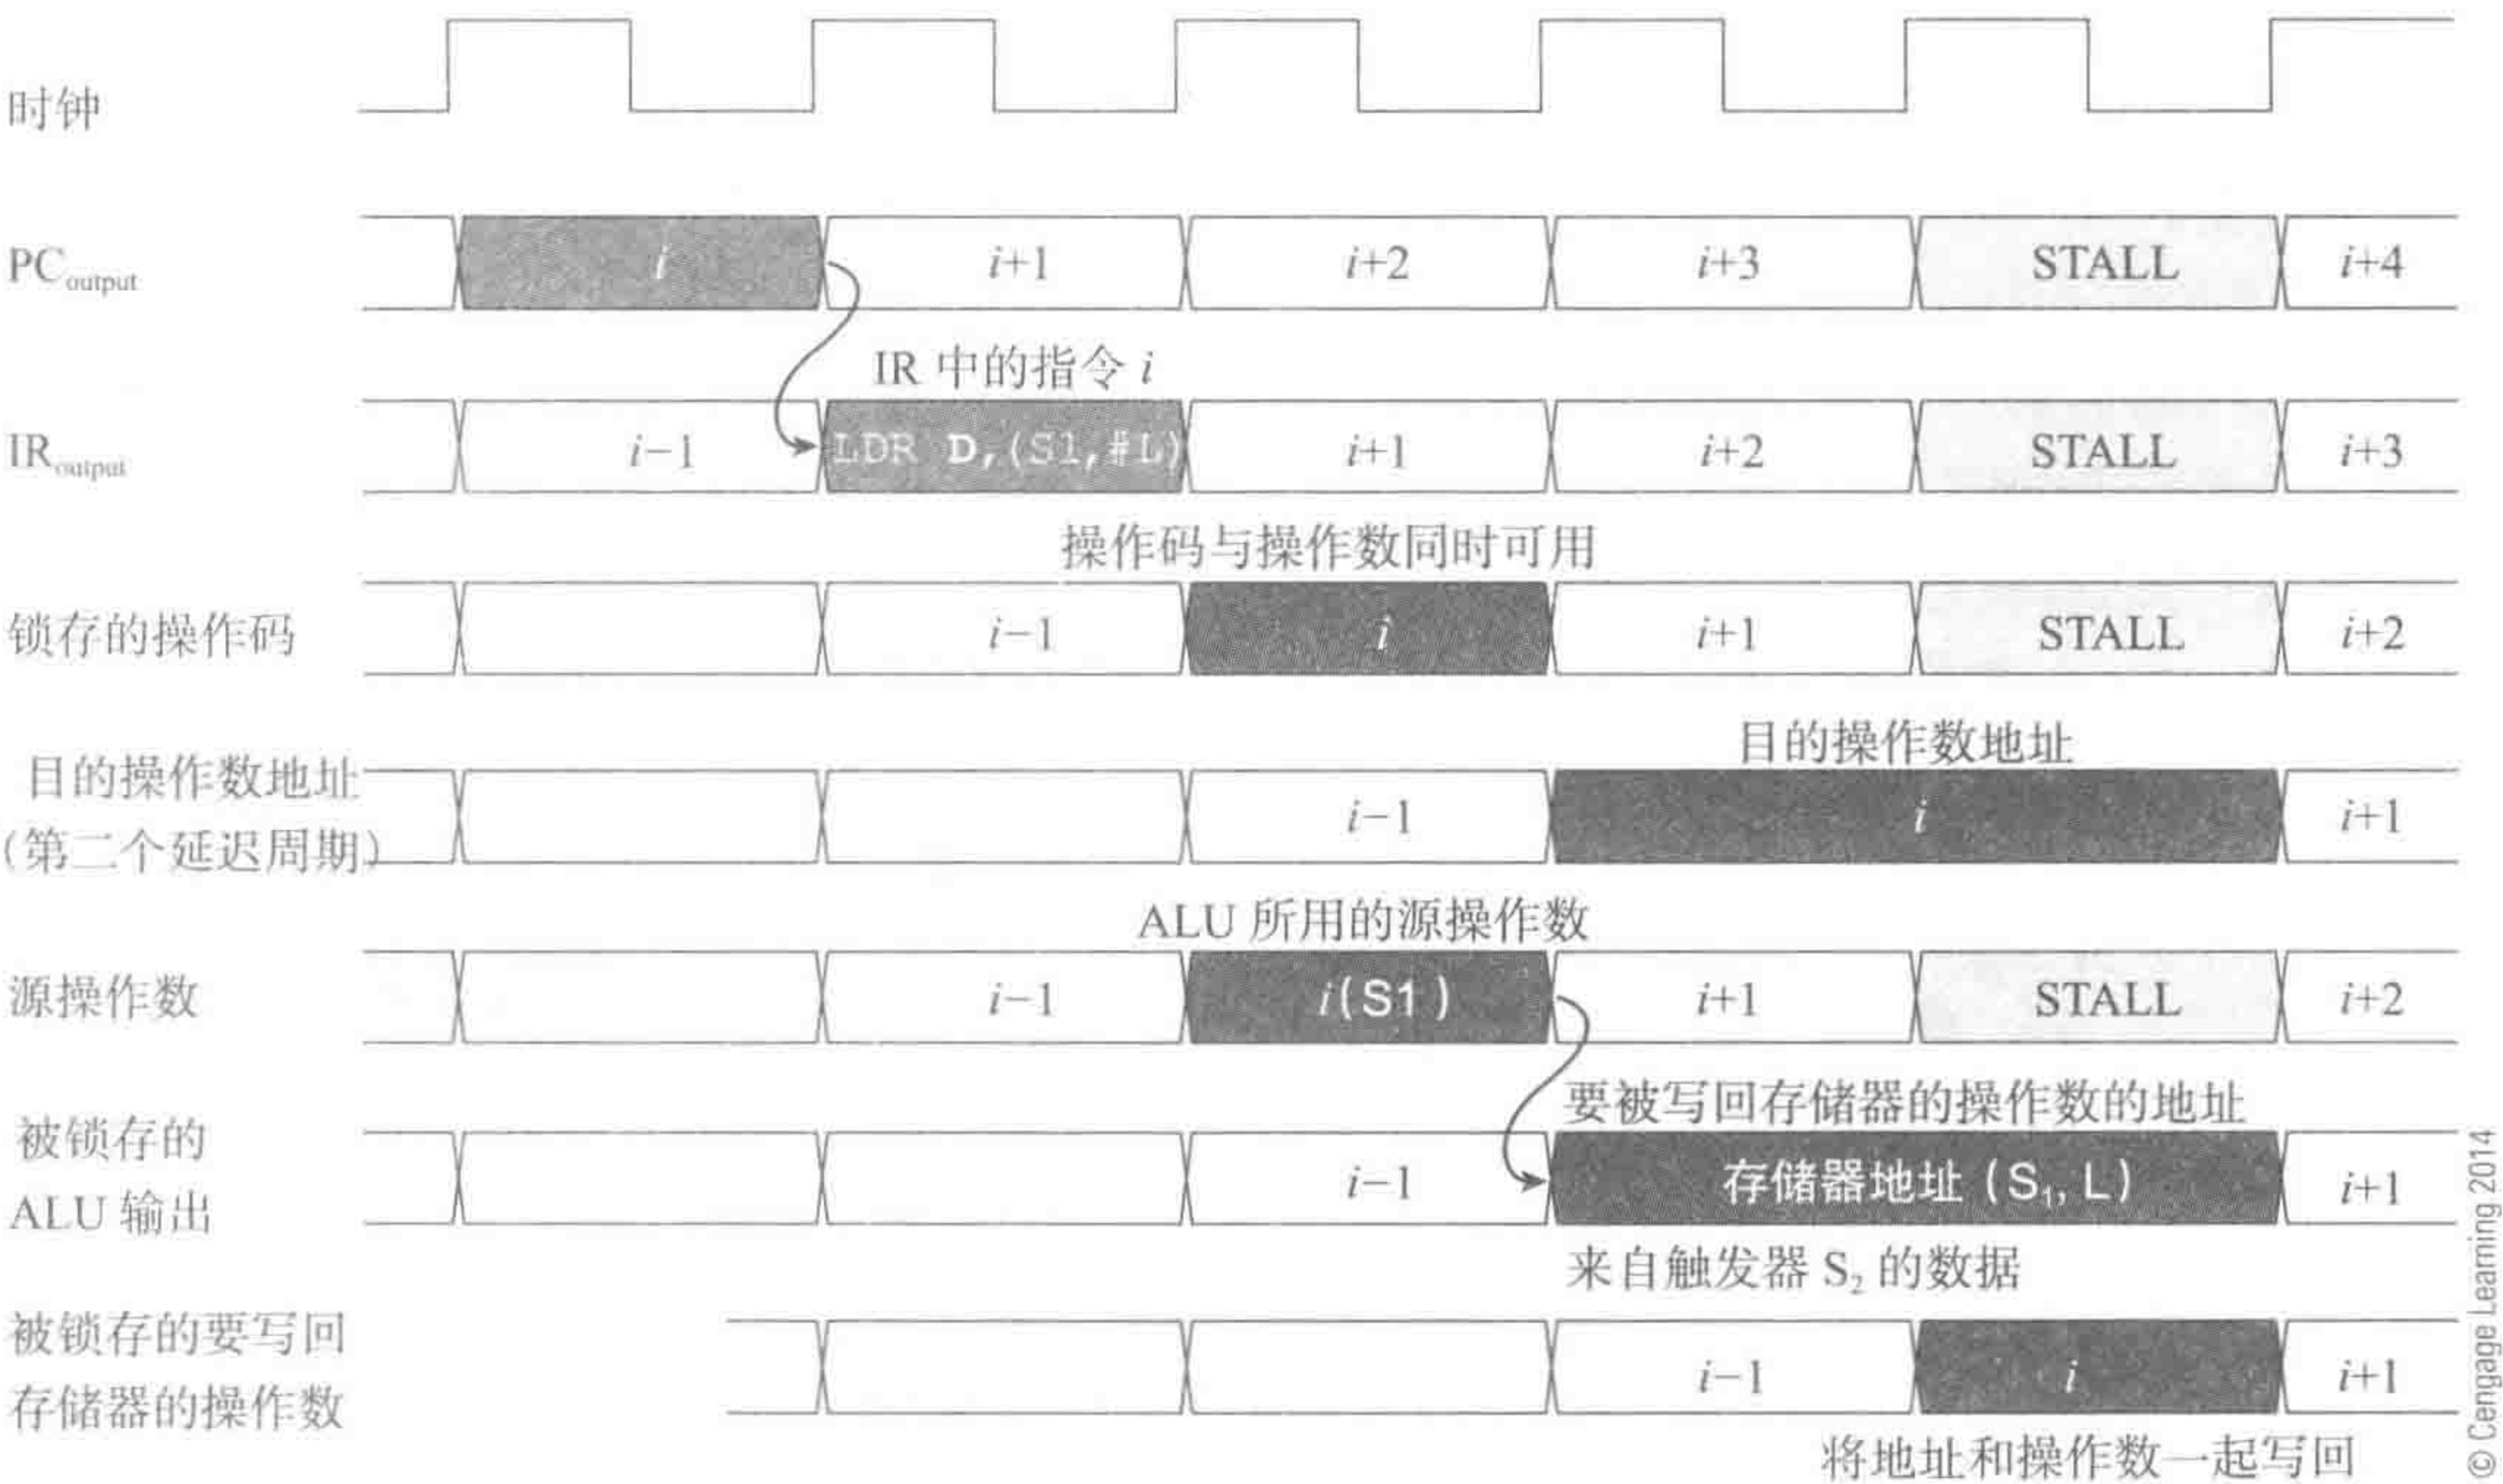 时钟
PCoutput
i
i+1
i+2
i+3
STALL
i+4
IR 中的指令 i
IRoutput
i−1
LDR D,(S1,#L)
i+1
i+2
STALL
i+3
操作码与操作数同时可用
锁存的操作码
i−1
i
i+1
STALL
i+2
目的操作数地址
目的操作数地址
(第二个延迟周期)
i−1
i
i+1
ALU 所用的源操作数
源操作数
i−1
i(S1)
i+1
STALL
i+2
要被写回存储器的操作数的地址
被锁存的
ALU 输出
i−1
存储器地址 (S₁, L)
i+1
来自触发器 S₂ 的数据
被锁存的要写回
存储器的操作数
i−1
i
i+1
将地址和操作数一起写回
© Cengage Learning 2014